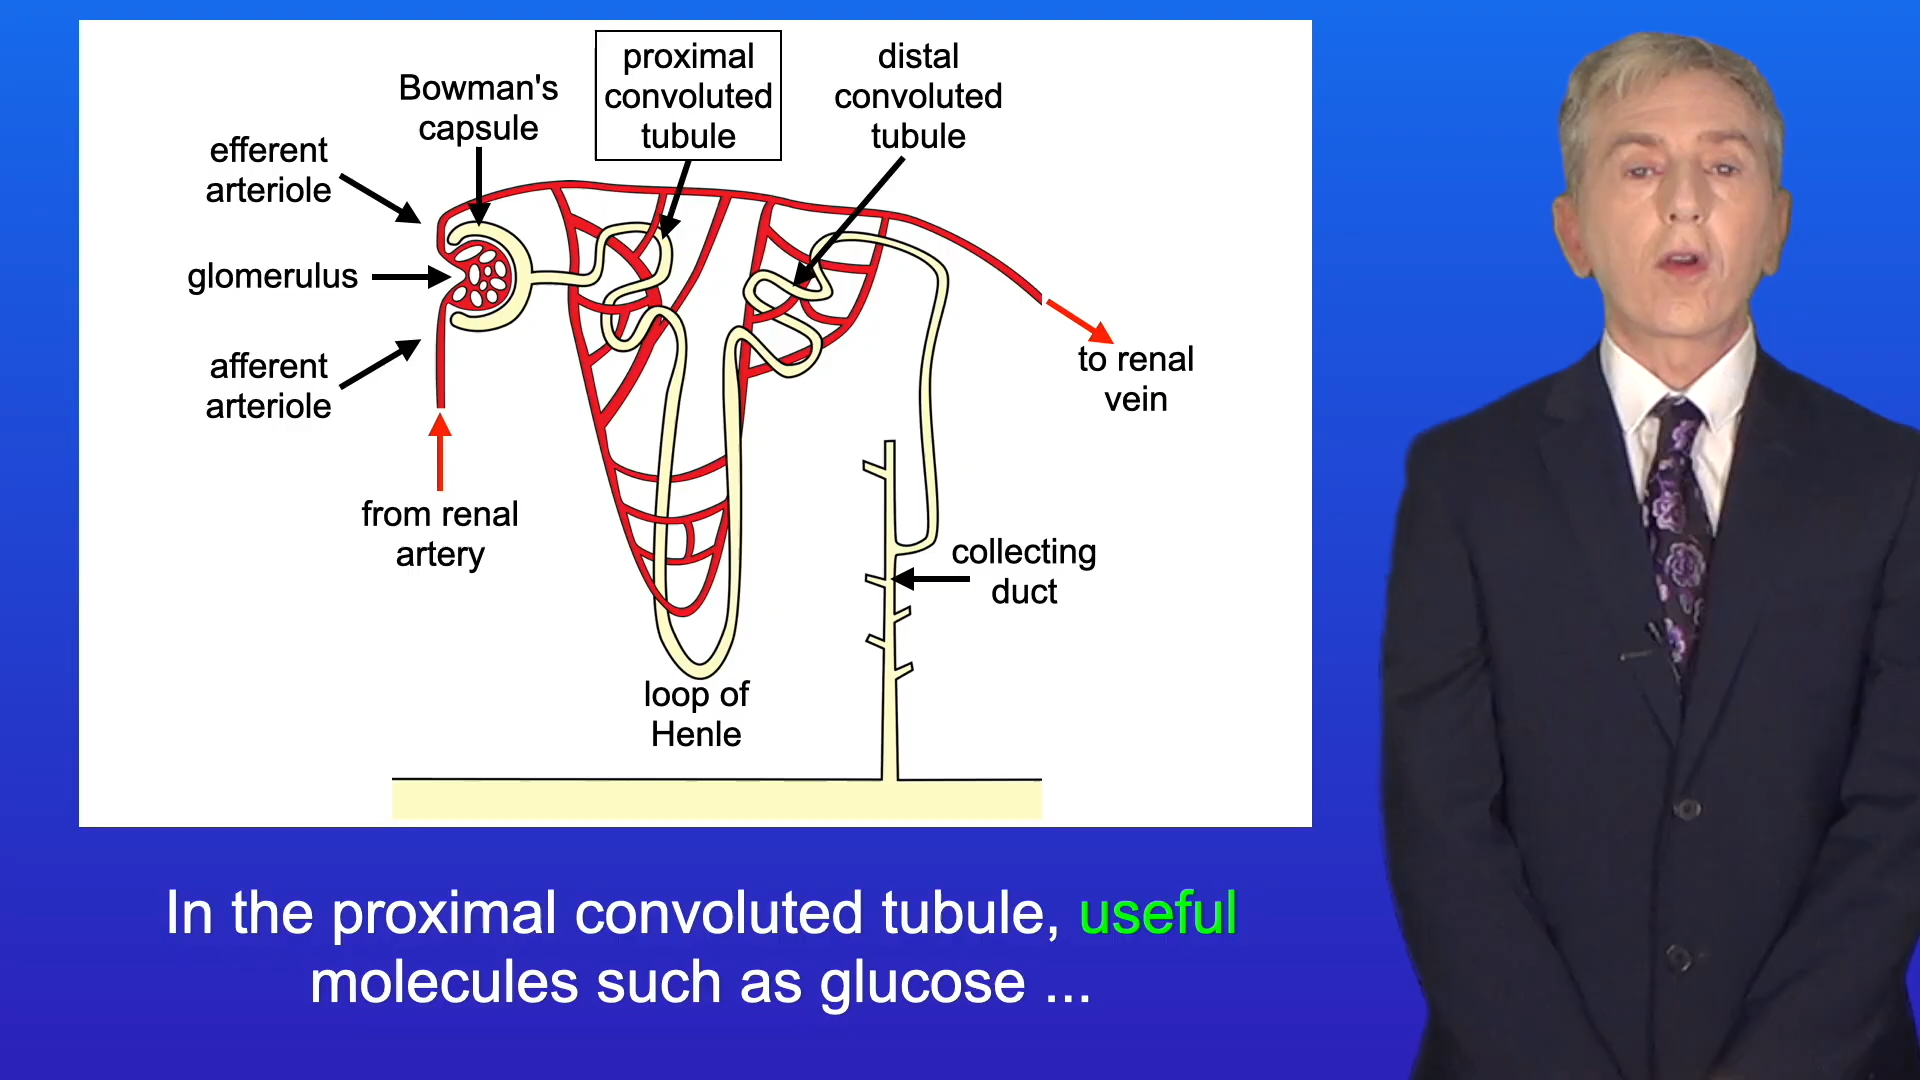 proximal
convoluted
tubule
distal
convoluted
tubule
Bowman's
capsule
efferent
arteriole
glomerulus
afferent
arteriole
to renal
vein
from renal
artery
collecting
duct
loop of
Henle
In the proximal convoluted tubule, useful
molecules such as glucose ...